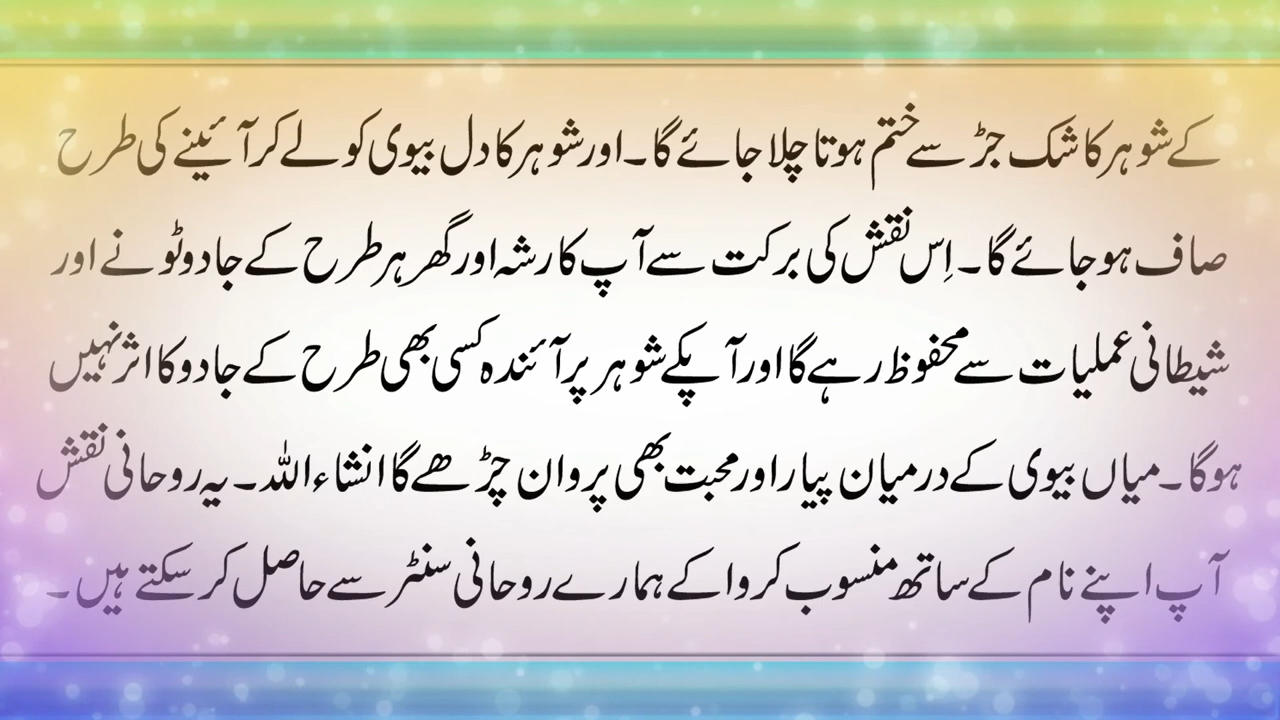 کے شوہر کا شک جڑ سے ختم ہوتا چلا جائے گا۔ اور شوہر کا دل بیوی کو لے کر آئینے کی طرح
صاف ہو جائے گا۔ اِس نقش کی برکت سے آپ کا رشہ اور گھر ہر طرح کے جادو ٹونے اور
شیطانی عملیات سے محفوظ رہے گا اور آپکے شوہر پر آئندہ کسی بھی طرح کے جادو کا اثر نہیں
ہوگا۔ میاں بیوی کے درمیان پیار اور محبت بھی پروان چڑھے گا انشاء اللہ۔ یہ روحانی نقش
آپ اپنے نام کے ساتھ منسوب کروا کے ہمارے روحانی سنٹر سے حاصل کر سکتے ہیں۔